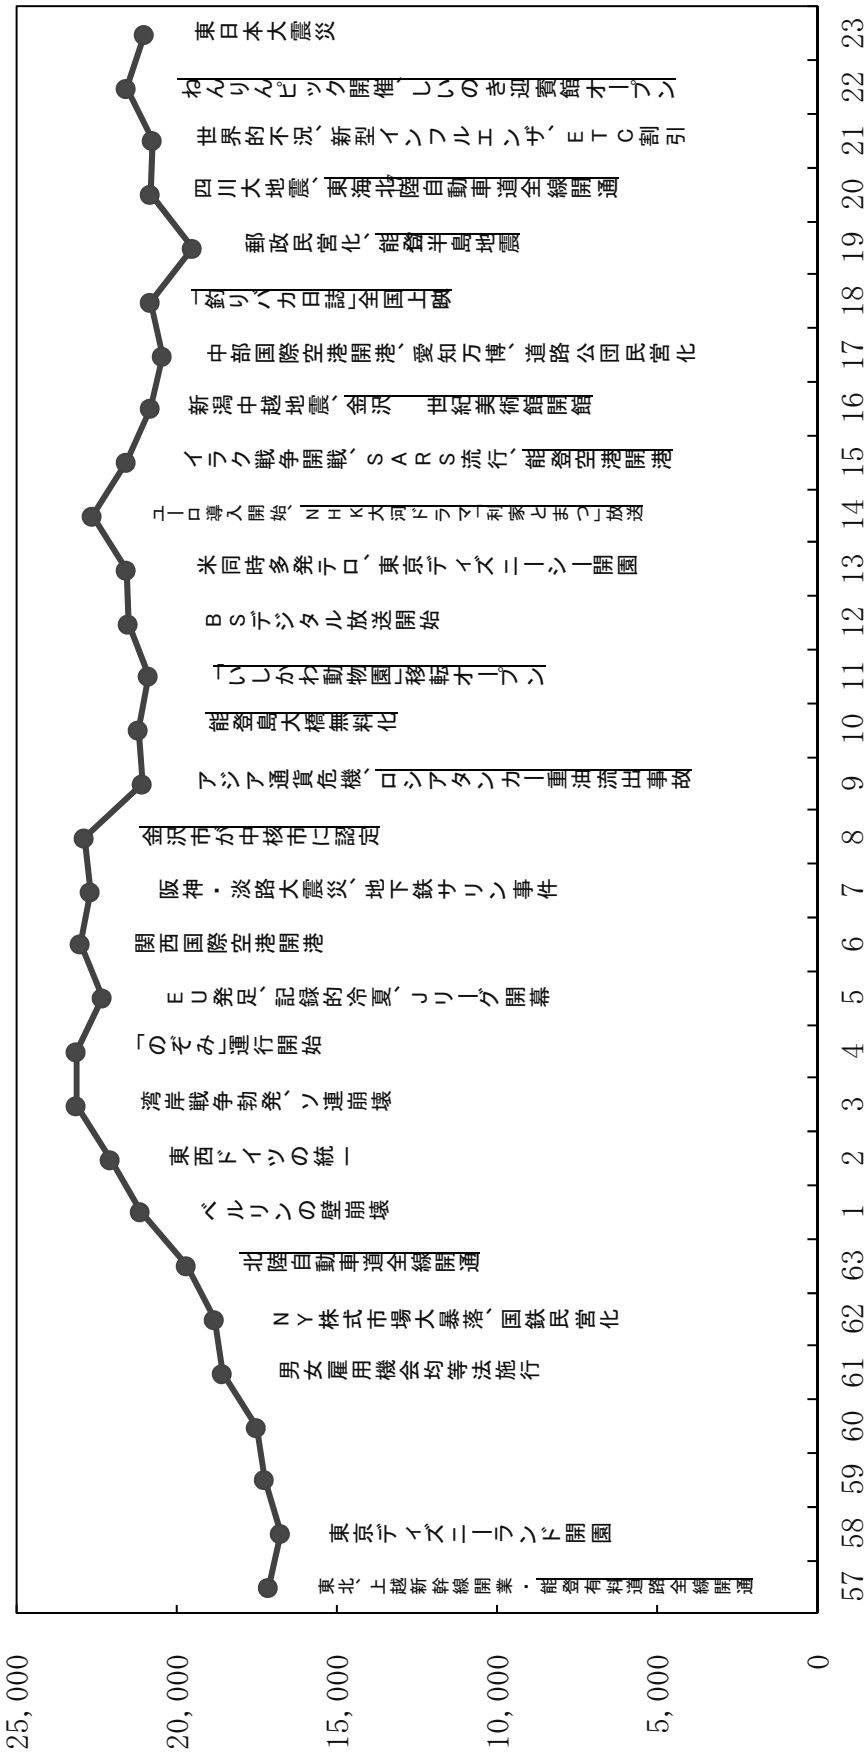 25,000
20,000
15,000
10,000
5,000
0
東北、上越新幹線開業・能登有料道路全線開通
東京ディズニーランド開園
男女雇用機会均等法施行
NY株式市場大暴落、国鉄民営化
北陸自動車道全線開通
ベルリンの壁崩壊
東西ドイツの統一
湾岸戦争勃発、ソ連崩壊
「のぞみ」運行開始
EU発足、記録的冷夏、Jリーグ開幕
関西国際空港開港
阪神・淡路大震災、地下鉄サリン事件
金沢市が中核市に認定
アジア通貨危機、ロシアタンカー重油流出事故
能登島大橋無料化
「いしかわ動物園」移転オープン
BSデジタル放送開始
米同時多発テロ、東京ディズニーシー開園
ユーロ導入開始、NHK大河ドラマ「利家とまつ」放送
イラク戦争開戦、SARS流行、能登空港開港
新潟中越地震、金沢　世紀美術館開館
中部国際空港開港、愛知万博、道路公団民営化
「釣りバカ日誌」全国上映
郵政民営化、能登半島地震
四川大地震、東海北陸自動車道全線開通
世界的不況、新型インフルエンザ、ETC割引
ねんりんピック開催、しいのき迎賓館オープン
東日本大震災
57 58 59 60 61 62 63 1 2 3 4 5 6 7 8 9 10 11 12 13 14 15 16 17 18 19 20 21 22 23